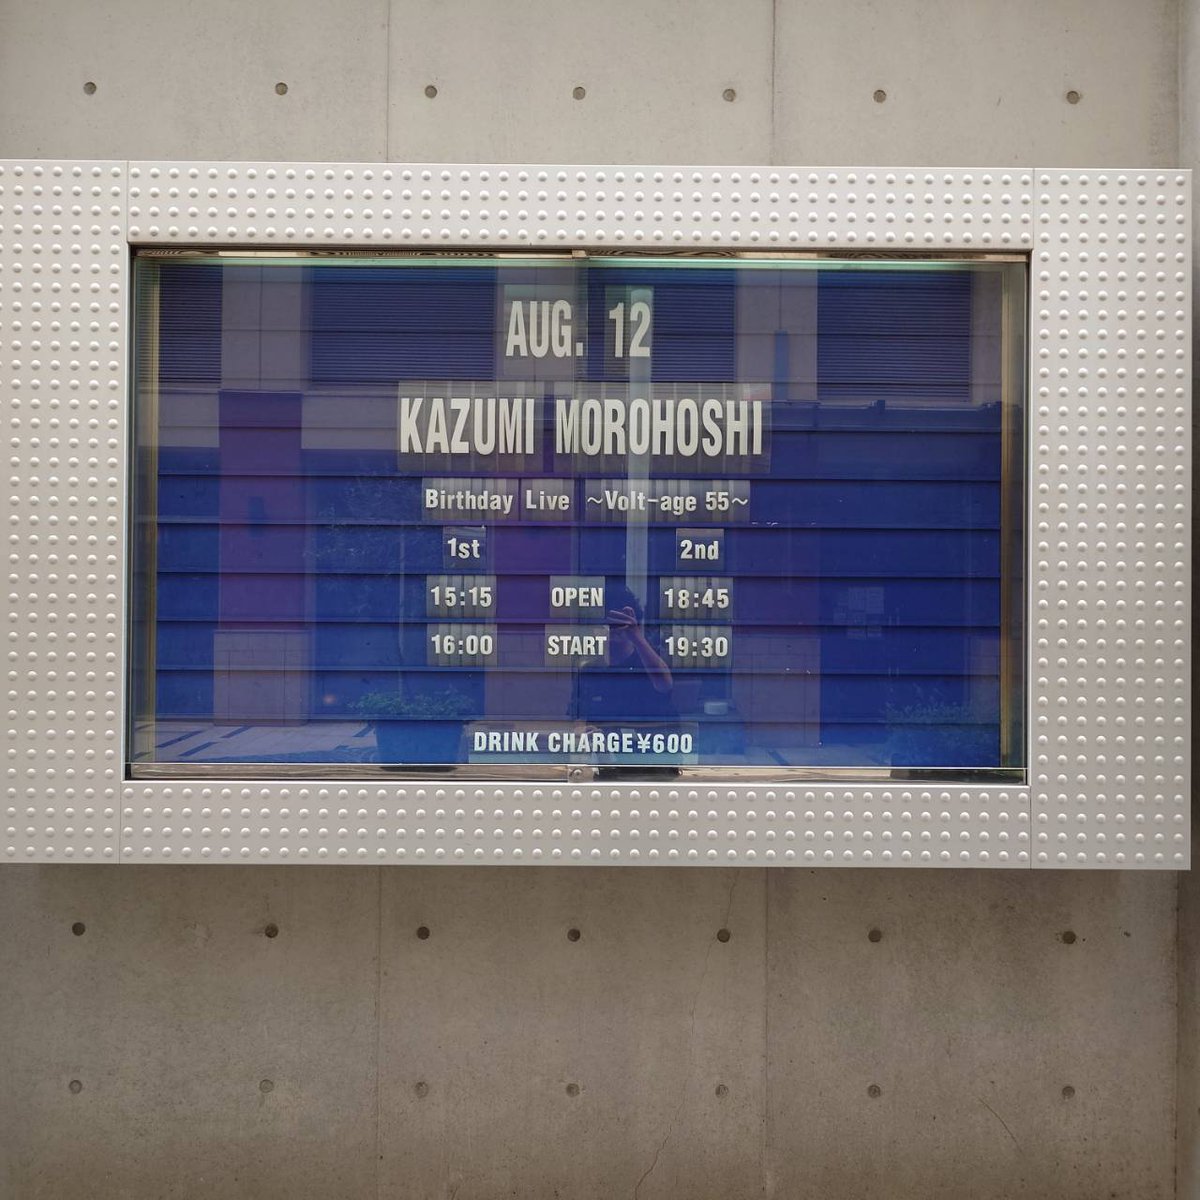 AUG. 12
KAZUMI MOROHOSHI
Birthday Live ～Volt-age 55～
1st 2nd
15:15 OPEN 18:45
16:00 START 19:30
DRINK CHARGE¥600